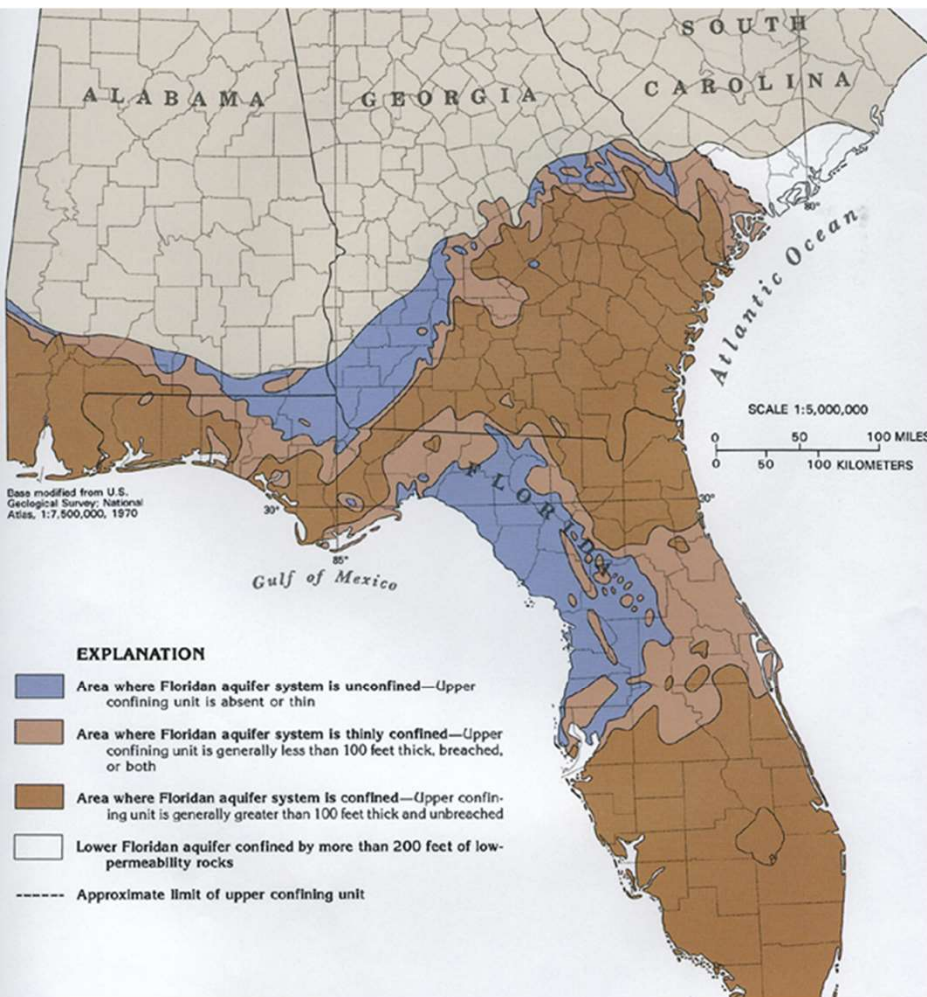 SOUTH
CAROLINA
ALABAMA
GEORGIA
80°
Atlantic Ocean
SCALE 1:5,000,000
0 50 100 MILES
0 50 100 KILOMETERS
FLORIDA
Base modified from U.S.
Geological Survey; National
Atlas, 1:7,500,000, 1970
30°
30°
85°
Gulf of Mexico
EXPLANATION
Area where Floridan aquifer system is unconfined—Upper
confining unit is absent or thin
Area where Floridan aquifer system is thinly confined—Upper
confining unit is generally less than 100 feet thick, breached,
or both
Area where Floridan aquifer system is confined—Upper confin-
ing unit is generally greater than 100 feet thick and unbreached
Lower Floridan aquifer confined by more than 200 feet of low-
permeability rocks
Approximate limit of upper confining unit